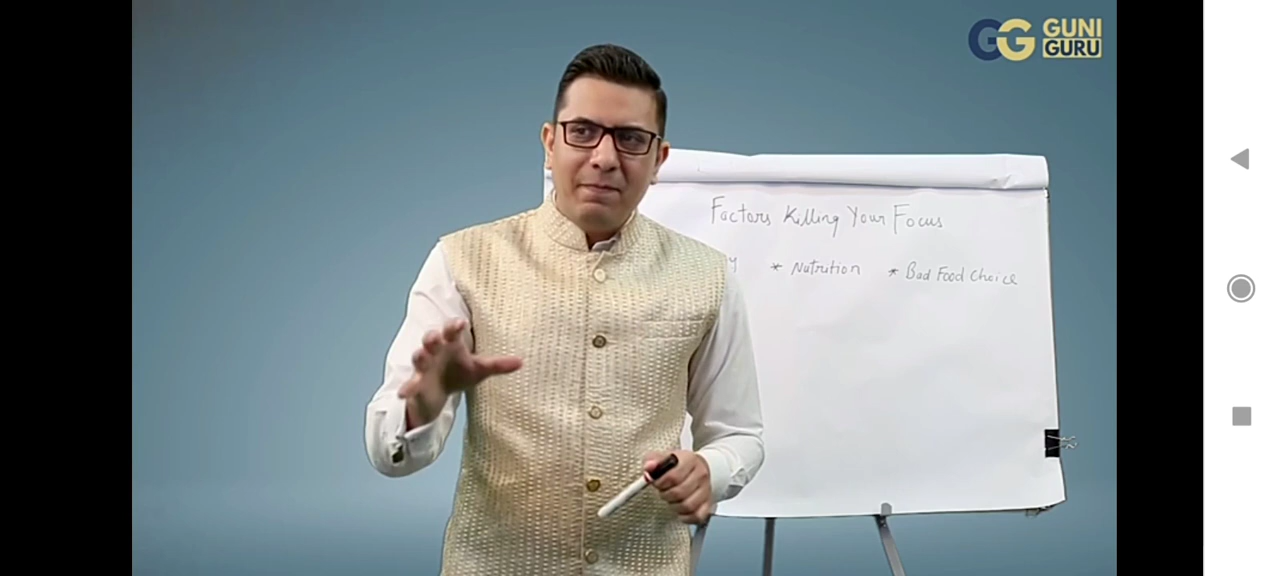 GG GUNI
GURU
Factors Killing Your Focus
* Nutrition * Bad Food Choice